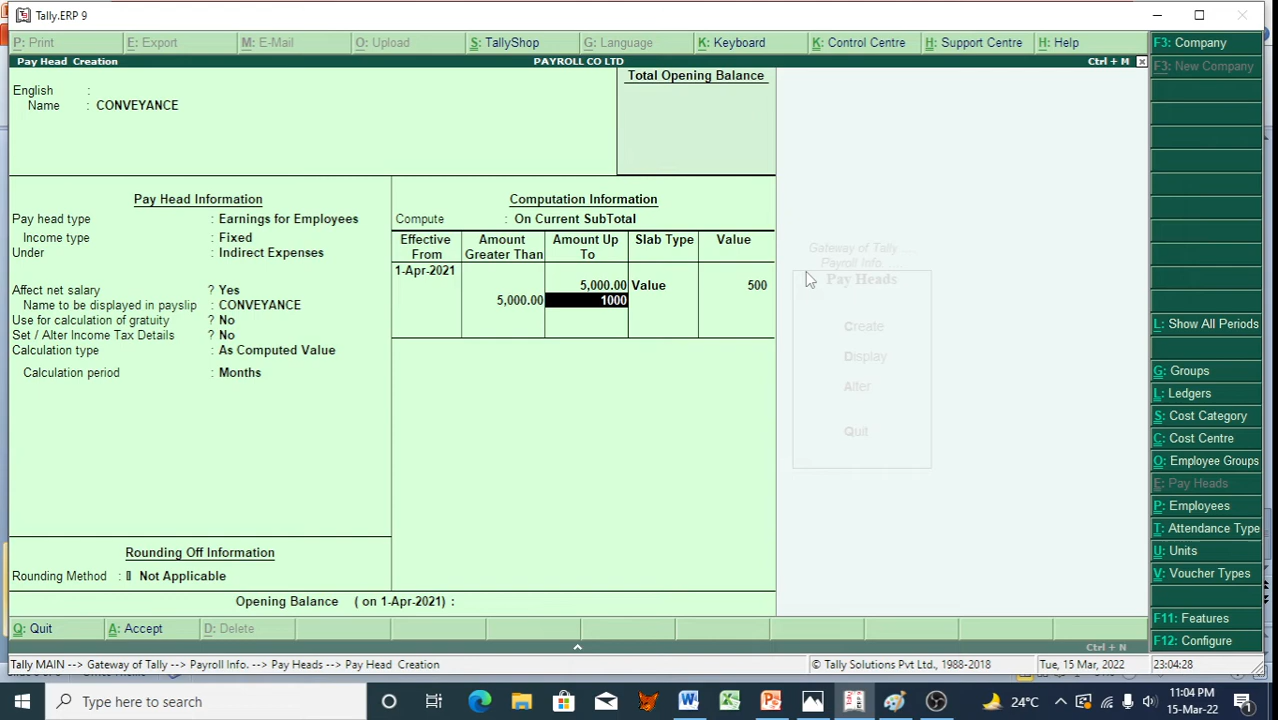 Tally.ERP 9
P: Print E: Export M: E-Mail O: Upload S: TallyShop G: Language K: Keyboard K: Control Centre H: Support Centre H: Help F3: Company
Pay Head Creation PAYROLL CO LTD Ctrl + M
F3: New Company
Total Opening Balance
English :
Name : CONVEYANCE
Pay Head Information
Pay head type : Earnings for Employees
Income type : Fixed
Under : Indirect Expenses
Affect net salary ? Yes
Name to be displayed in payslip : CONVEYANCE
Use for calculation of gratuity ? No
Set / Alter Income Tax Details ? No
Calculation type : As Computed Value
Calculation period : Months
Rounding Off Information
Rounding Method : Not Applicable
Computation Information
Compute : On Current SubTotal
Effective Amount Amount Up Slab Type Value
From Greater Than To
1-Apr-2021
5,000.00 Value 500
5,000.00 1000
Opening Balance ( on 1-Apr-2021) :
Gateway of Tally .....
Payroll Info. ....
Pay Heads
Create
Display
Alter
Quit
L: Show All Periods
G: Groups
L: Ledgers
S: Cost Category
C: Cost Centre
O: Employee Groups
E: Pay Heads
P: Employees
T: Attendance Type
U: Units
V: Voucher Types
F11: Features
F12: Configure
Q: Quit A: Accept D: Delete
Ctrl + N
Tally MAIN --> Gateway of Tally --> Payroll Info. --> Pay Heads --> Pay Head Creation © Tally Solutions Pvt Ltd., 1988-2018 Tue, 15 Mar, 2022 23:04:28
Type here to search 24°C 11:04 PM
15-Mar-22 1